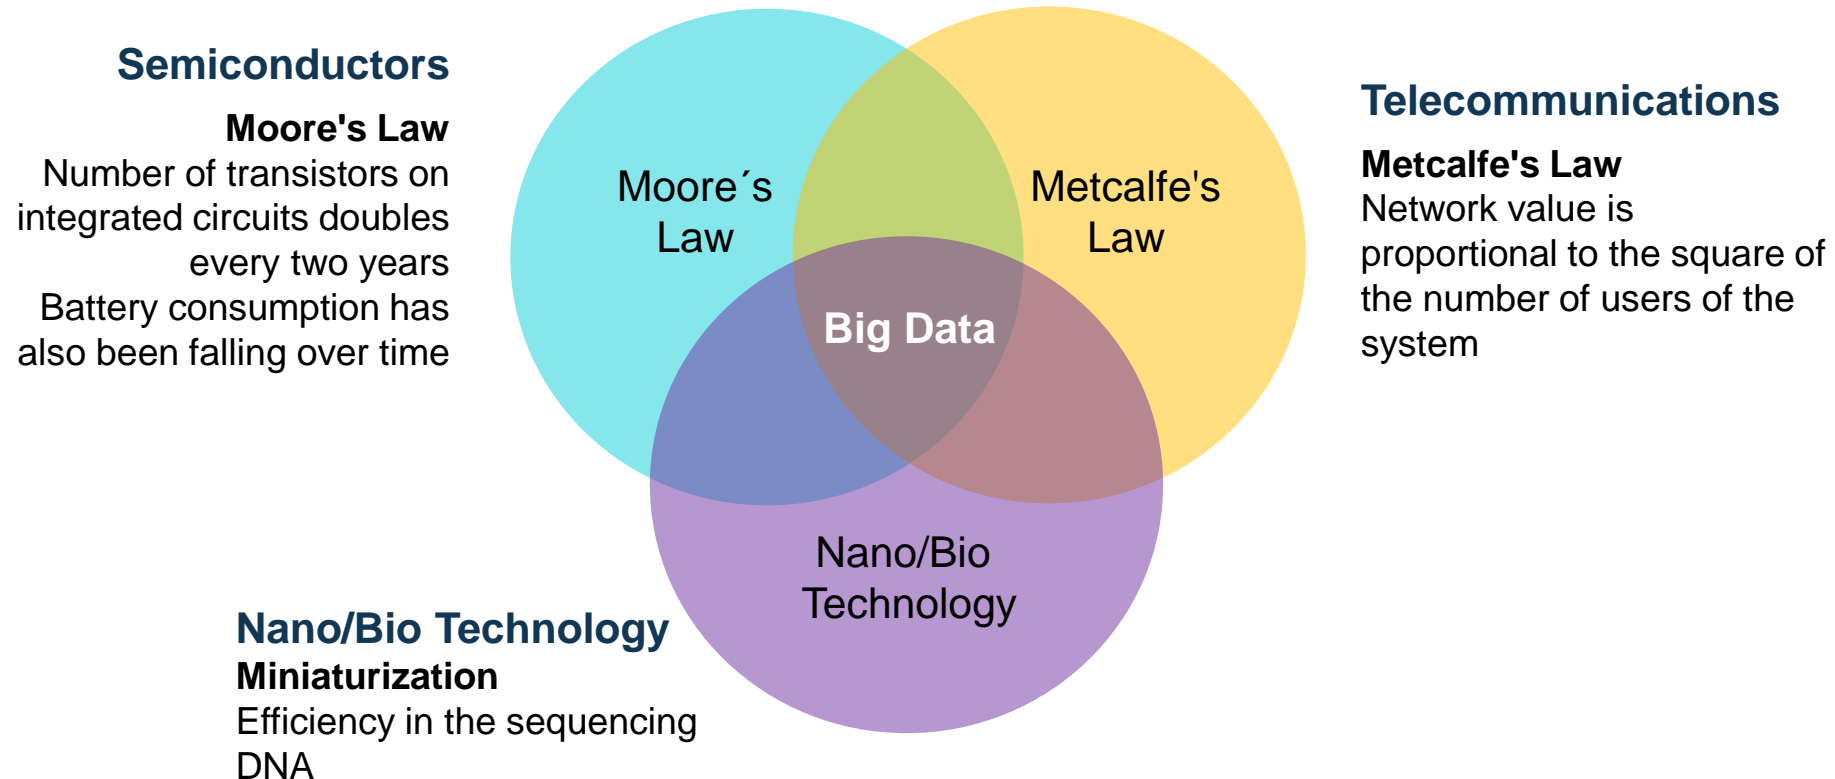 Semiconductors
Moore's Law
Number of transistors on
integrated circuits doubles
every two years
Battery consumption has
also been falling over time
Moore´s
Law
Metcalfe's
Law
Big Data
Nano/Bio
Technology
Telecommunications
Metcalfe's Law
Network value is
proportional to the square of
the number of users of the
system
Nano/Bio Technology
Miniaturization
Efficiency in the sequencing
DNA